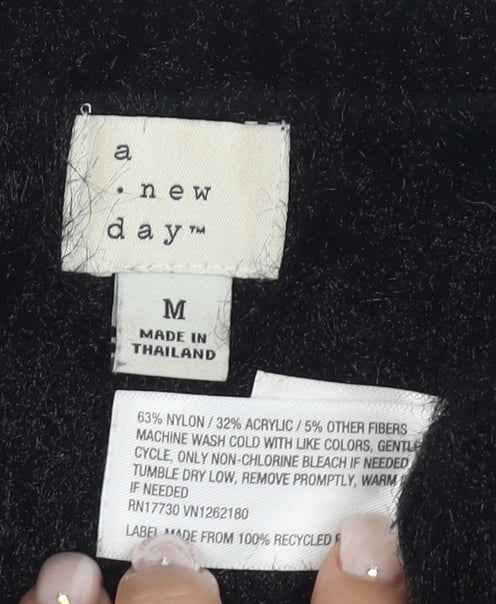 a
· new
day™
M
MADE IN
THAILAND
63% NYLON / 32% ACRYLIC / 5% OTHER FIBERS
MACHINE WASH COLD WITH LIKE COLORS, GENTLE
CYCLE, ONLY NON-CHLORINE BLEACH IF NEEDED
TUMBLE DRY LOW, REMOVE PROMPTLY, WARM
IF NEEDED
RN17730 VN1262180
LABEL MADE FROM 100% RECYCLED